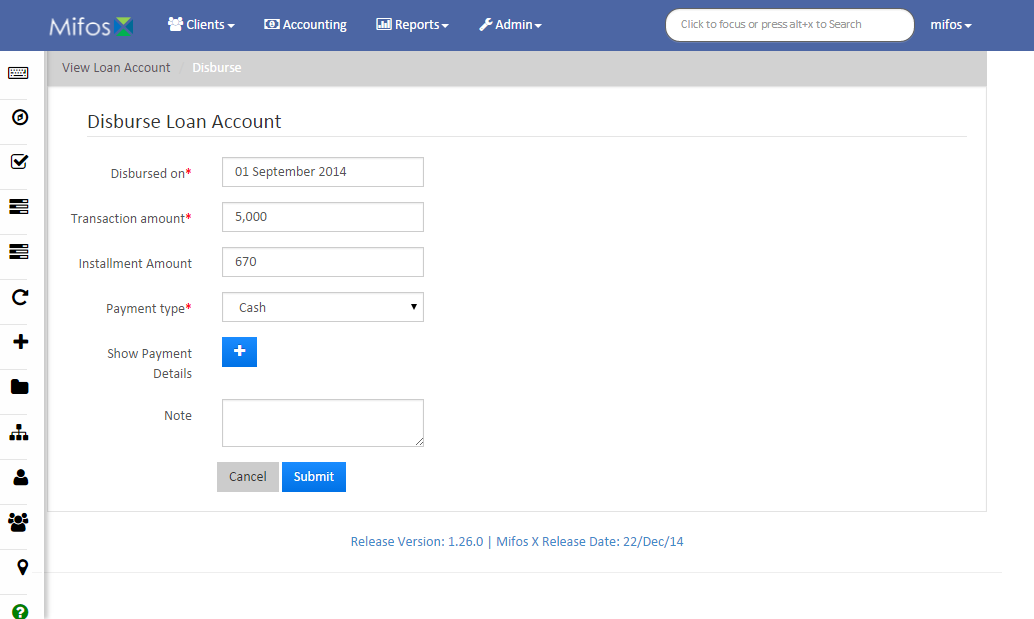 Mifos Clients Accounting Reports Admin Click to focus or press alt+x to Search mifos
View Loan Account / Disburse
Disburse Loan Account
Disbursed on* 01 September 2014
Transaction amount* 5,000
Installment Amount 670
Payment type* Cash
Show Payment
Details
Note
Cancel Submit
Release Version: 1.26.0 | Mifos X Release Date: 22/Dec/14